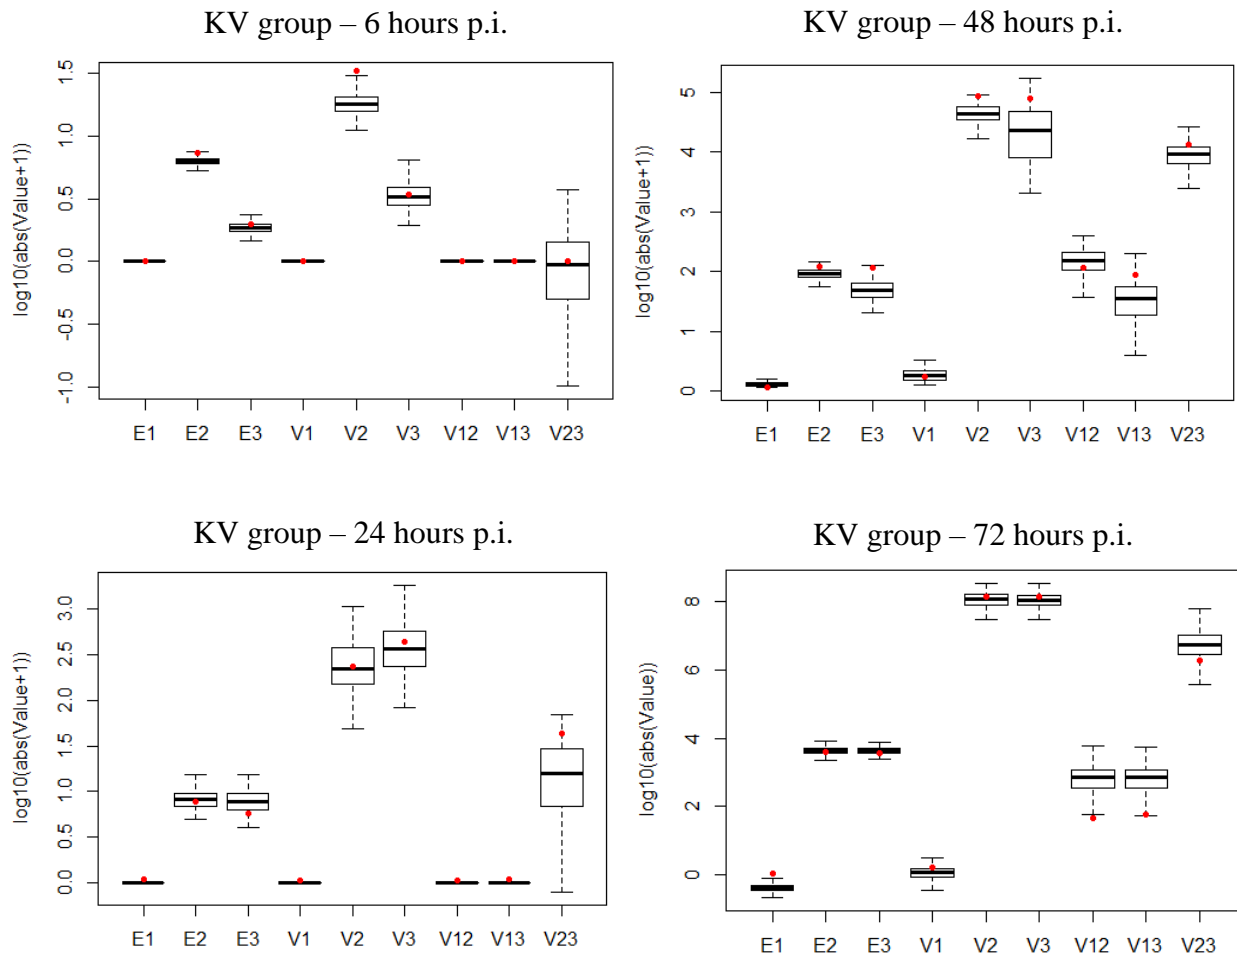 KV group – 6 hours p.i.
log10(abs(Value+1))
1.5
1.0
0.5
0.0
-0.5
-1.0
E1 E2 E3 V1 V2 V3 V12 V13 V23
KV group – 48 hours p.i.
log10(abs(Value+1))
5
4
3
2
1
0
E1 E2 E3 V1 V2 V3 V12 V13 V23
KV group – 24 hours p.i.
log10(abs(Value+1))
3.0
2.5
2.0
1.5
1.0
0.5
0.0
E1 E2 E3 V1 V2 V3 V12 V13 V23
KV group – 72 hours p.i.
log10(abs(Value))
8
6
4
2
0
E1 E2 E3 V1 V2 V3 V12 V13 V23